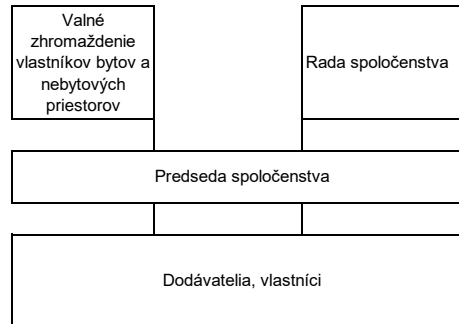 Valné
zhromaždenie
vlastníkov bytov a
nebytových
priestorov
Rada spoločenstva
Predseda spoločenstva
Dodávatelia, vlastníci